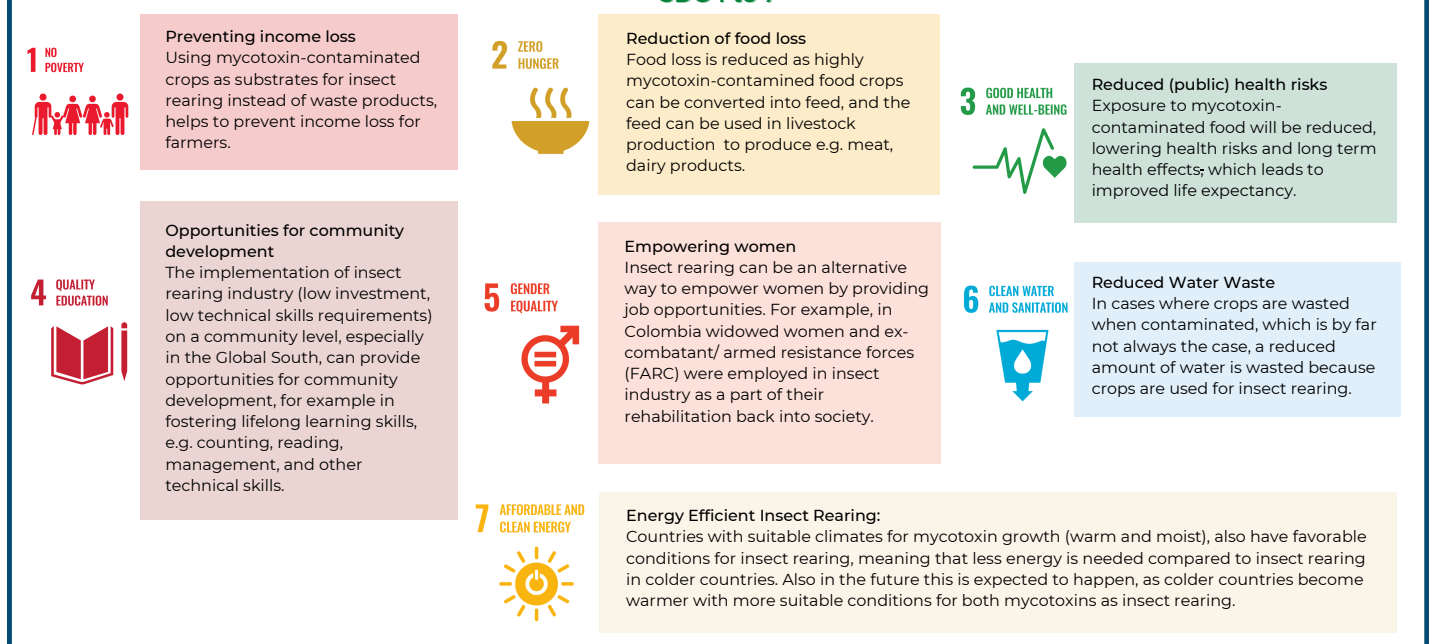 1 NO
POVERTY
Preventing income loss
Using mycotoxin-contaminated
crops as substrates for insect
rearing instead of waste products,
helps to prevent income loss for
farmers.
2 ZERO
HUNGER
Reduction of food loss
Food loss is reduced as highly
mycotoxin-contamined food crops
can be converted into feed, and the
feed can be used in livestock
production to produce e.g. meat,
dairy products.
3 GOOD HEALTH
AND WELL-BEING
Reduced (public) health risks
Exposure to mycotoxin-
contaminated food will be reduced,
lowering health risks and long term
health effects, which leads to
improved life expectancy.
4 QUALITY
EDUCATION
Opportunities for community
development
The implementation of insect
rearing industry (low investment,
low technical skills requirements)
on a community level, especially
in the Global South, can provide
opportunities for community
development, for example in
fostering lifelong learning skills,
e.g. counting, reading,
management, and other
technical skills.
5 GENDER
EQUALITY
Empowering women
Insect rearing can be an alternative
way to empower women by providing
job opportunities. For example, in
Colombia widowed women and ex-
combatant/ armed resistance forces
(FARC) were employed in insect
industry as a part of their
rehabilitation back into society.
6 CLEAN WATER
AND SANITATION
Reduced Water Waste
In cases where crops are wasted
when contaminated, which is by far
not always the case, a reduced
amount of water is wasted because
crops are used for insect rearing.
7 AFFORDABLE AND
CLEAN ENERGY
Energy Efficient Insect Rearing:
Countries with suitable climates for mycotoxin growth (warm and moist), also have favorable
conditions for insect rearing, meaning that less energy is needed compared to insect rearing
in colder countries. Also in the future this is expected to happen, as colder countries become
warmer with more suitable conditions for both mycotoxins as insect rearing.